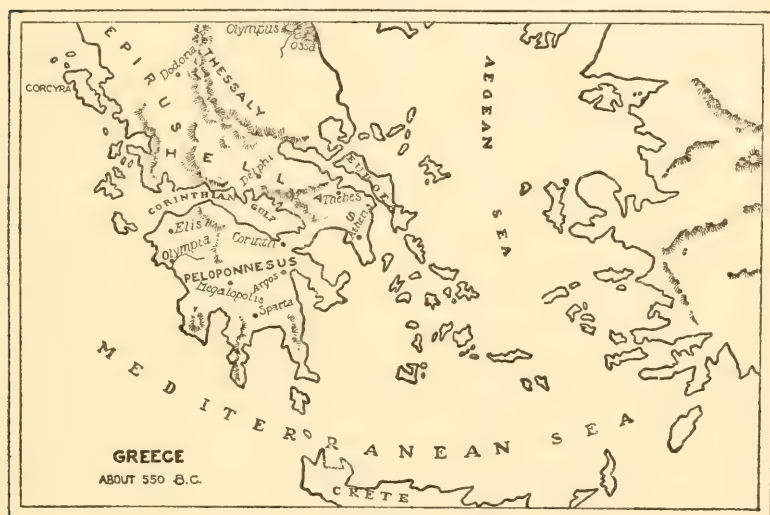 Olympus
Ossa
EPIRUS
Dodona
THESSALY
AEGEAN SEA
CORCYRA
HELLAS
Delphi
EUBOEA
Thebes
CORINTHIAN GULF
Athens
Elis
Corinth
Olympia
PELOPONNESUS
Argos
Megalopolis
Sparta
MEDITERRANEAN SEA
GREECE
ABOUT 550 B.C.
CRETE